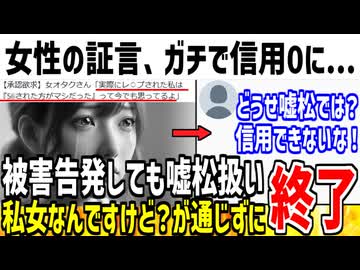 女性の証言、ガチで信用0に...
【承認欲求】女オタクさん「実際にレ○プされた私は
『SIIされた方がマシだった』って今でも思ってるよ」
どうせ嘘松では?
信用できないな!
被害告発しても嘘松扱い
私女なんですけど?が通じずに
終了